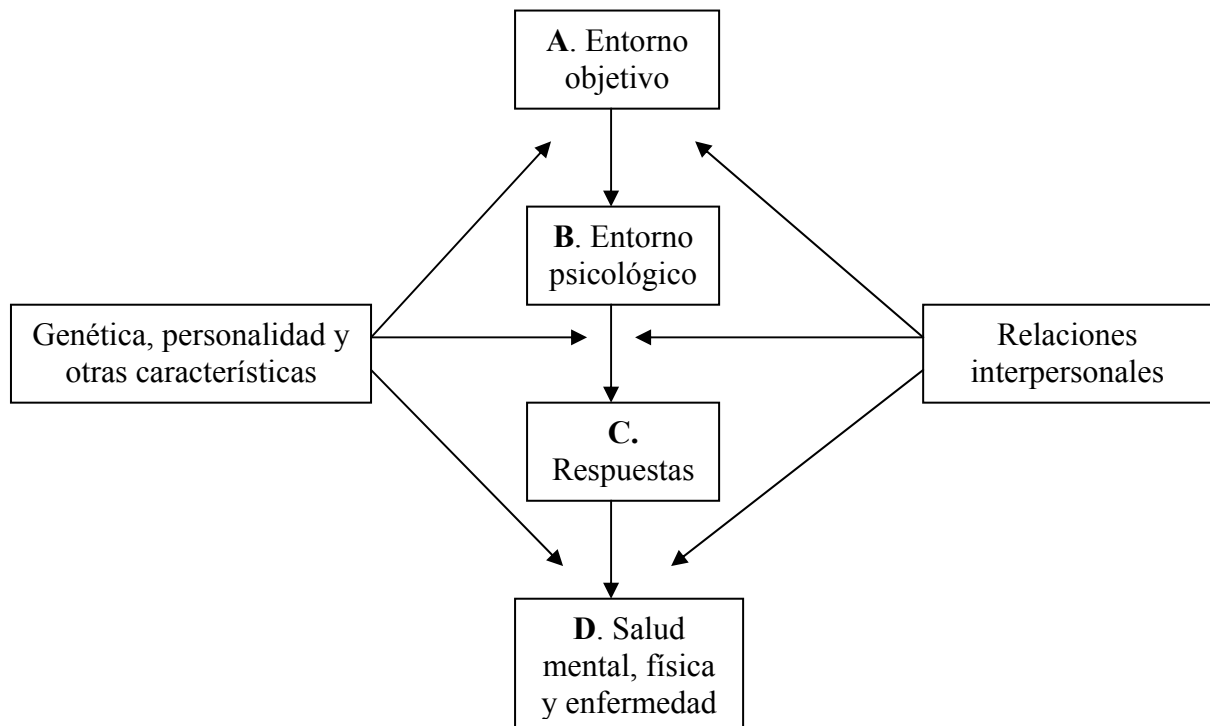 A. Entorno
objetivo
B. Entorno
psicológico
Genética, personalidad y
otras características
Relaciones
interpersonales
C.
Respuestas
D. Salud
mental, física
y enfermedad